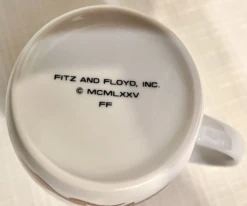 FITZ AND FLOYD, INC.
© MCMLXXV
FF